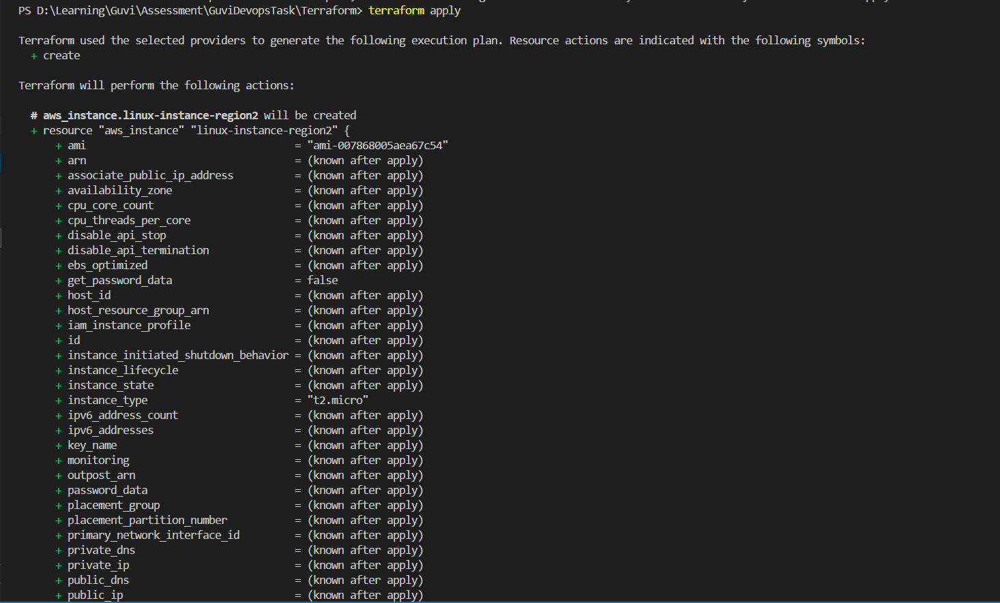 PS D:\Learning\Guvi\Assessment\GuviDevopsTask\Terraform> terraform apply
Terraform used the selected providers to generate the following execution plan. Resource actions are indicated with the following symbols:
+ create
Terraform will perform the following actions:
# aws_instance.linux-instance-region2 will be created
+ resource "aws_instance" "linux-instance-region2" {
+ ami = "ami-007868005aea67c54"
+ arn = (known after apply)
+ associate_public_ip_address = (known after apply)
+ availability_zone = (known after apply)
+ cpu_core_count = (known after apply)
+ cpu_threads_per_core = (known after apply)
+ disable_api_stop = (known after apply)
+ disable_api_termination = (known after apply)
+ ebs_optimized = (known after apply)
+ get_password_data = false
+ host_id = (known after apply)
+ host_resource_group_arn = (known after apply)
+ iam_instance_profile = (known after apply)
+ id = (known after apply)
+ instance_initiated_shutdown_behavior = (known after apply)
+ instance_lifecycle = (known after apply)
+ instance_state = (known after apply)
+ instance_type = "t2.micro"
+ ipv6_address_count = (known after apply)
+ ipv6_addresses = (known after apply)
+ key_name = (known after apply)
+ monitoring = (known after apply)
+ outpost_arn = (known after apply)
+ password_data = (known after apply)
+ placement_group = (known after apply)
+ placement_partition_number = (known after apply)
+ primary_network_interface_id = (known after apply)
+ private_dns = (known after apply)
+ private_ip = (known after apply)
+ public_dns = (known after apply)
+ public_ip = (known after apply)